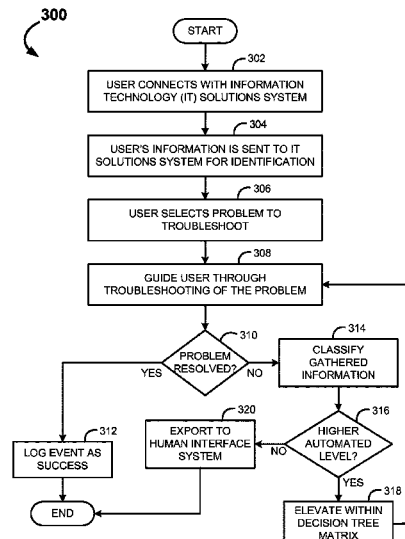 300
START
302
USER CONNECTS WITH INFORMATION
TECHNOLOGY (IT) SOLUTIONS SYSTEM
304
USER'S INFORMATION IS SENT TO IT
SOLUTIONS SYSTEM FOR IDENTIFICATION
306
USER SELECTS PROBLEM TO
TROUBLESHOOT
308
GUIDE USER THROUGH
TROUBLESHOOTING OF THE PROBLEM
310
PROBLEM
RESOLVED?
YES
NO
314
CLASSIFY
GATHERED
INFORMATION
316
HIGHER
AUTOMATED
LEVEL?
NO
YES
320
EXPORT TO
HUMAN INTERFACE
SYSTEM
312
LOG EVENT AS
SUCCESS
END
318
ELEVATE WITHIN
DECISION TREE
MATRIX